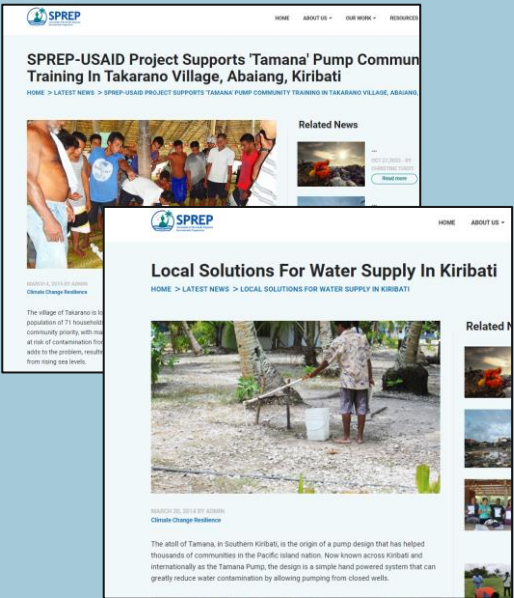 SPREP
HOME ABOUT US OUR WORK RESOURCES
SPREP-USAID Project Supports 'Tamana' Pump Commun
Training In Takarano Village, Abaiang, Kiribati
HOME > LATEST NEWS > SPREP-USAID PROJECT SUPPORTS 'TAMANA' PUMP COMMUNITY TRAINING IN TAKARANO VILLAGE, ABAIANG,
Related News
...
OCT 27, 2023 - BY
CHRISTINE TUIOTI
Read more
...
MARCH 4, 2014 BY ADMIN
Climate Change Resilience
The village of Takarano is lo
population of 71 household
community priority, with ma
at risk of contamination from
adds to the problem, resulte
from rising sea levels.
SPREP
HOME ABOUT US
Local Solutions For Water Supply In Kiribati
HOME > LATEST NEWS > LOCAL SOLUTIONS FOR WATER SUPPLY IN KIRIBATI
Related N
MARCH 30, 2014 BY ADMIN
Climate Change Resilience
The atoll of Tamana, in Southern Kiribati, is the origin of a pump design that has helped
thousands of communities in the Pacific island nation. Now known across Kiribati and
internationally as the Tamana Pump, the design is a simple hand powered system that can
greatly reduce water contamination by allowing pumping from closed wells.